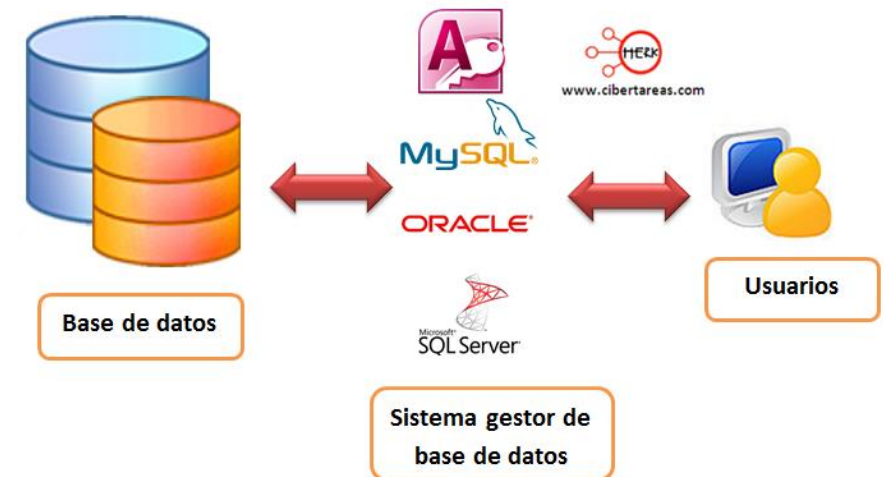 A
HERK
www.cibertareas.com
MySQL®
ORACLE®
Microsoft®
SQL Server®
Usuarios
Base de datos
Sistema gestor de
base de datos